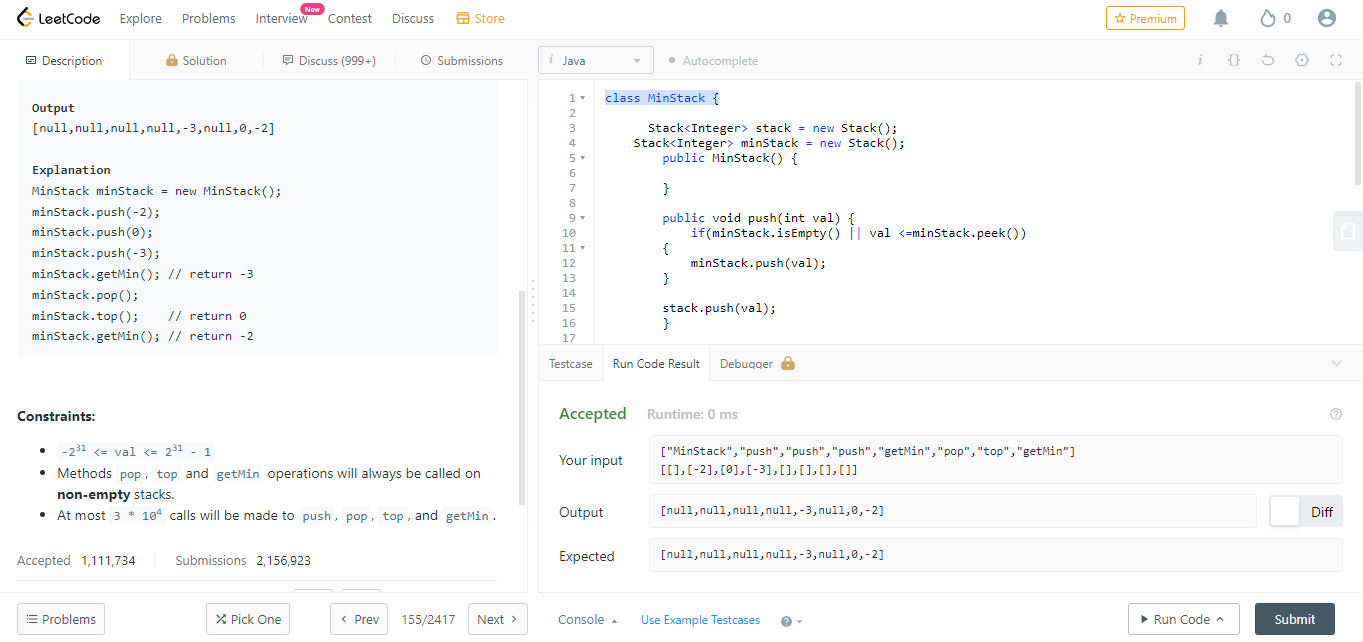 LeetCode Explore Problems Interview New Contest Discuss Store Premium 0
Description Solution Discuss (999+) Submissions
Output
[null,null,null,null,-3,null,0,-2]
Explanation
MinStack minStack = new MinStack();
minStack.push(-2);
minStack.push(0);
minStack.push(-3);
minStack.getMin(); // return -3
minStack.pop();
minStack.top();    // return 0
minStack.getMin(); // return -2
Constraints:
-2³¹ <= val <= 2³¹ - 1
Methods pop, top and getMin operations will always be called on
non-empty stacks.
At most 3 * 10⁴ calls will be made to push, pop, top, and getMin.
Accepted 1,111,734 Submissions 2,156,923
Problems Pick One Prev 155/2417 Next
i Java Autocomplete i {}
1 class MinStack {
2
3 Stack<Integer> stack = new Stack();
4 Stack<Integer> minStack = new Stack();
5 public MinStack() {
6
7 }
8
9 public void push(int val) {
10 if(minStack.isEmpty() || val <=minStack.peek())
11 {
12 minStack.push(val);
13 }
14
15 stack.push(val);
16 }
17
Testcase Run Code Result Debugger
Accepted Runtime: 0 ms
Your input
["MinStack","push","push","push","getMin","pop","top","getMin"]
[[],[-2],[0],[-3],[],[],[],[]]
Output [null,null,null,null,-3,null,0,-2] Diff
Expected [null,null,null,null,-3,null,0,-2]
Console Use Example Testcases ? Run Code Submit